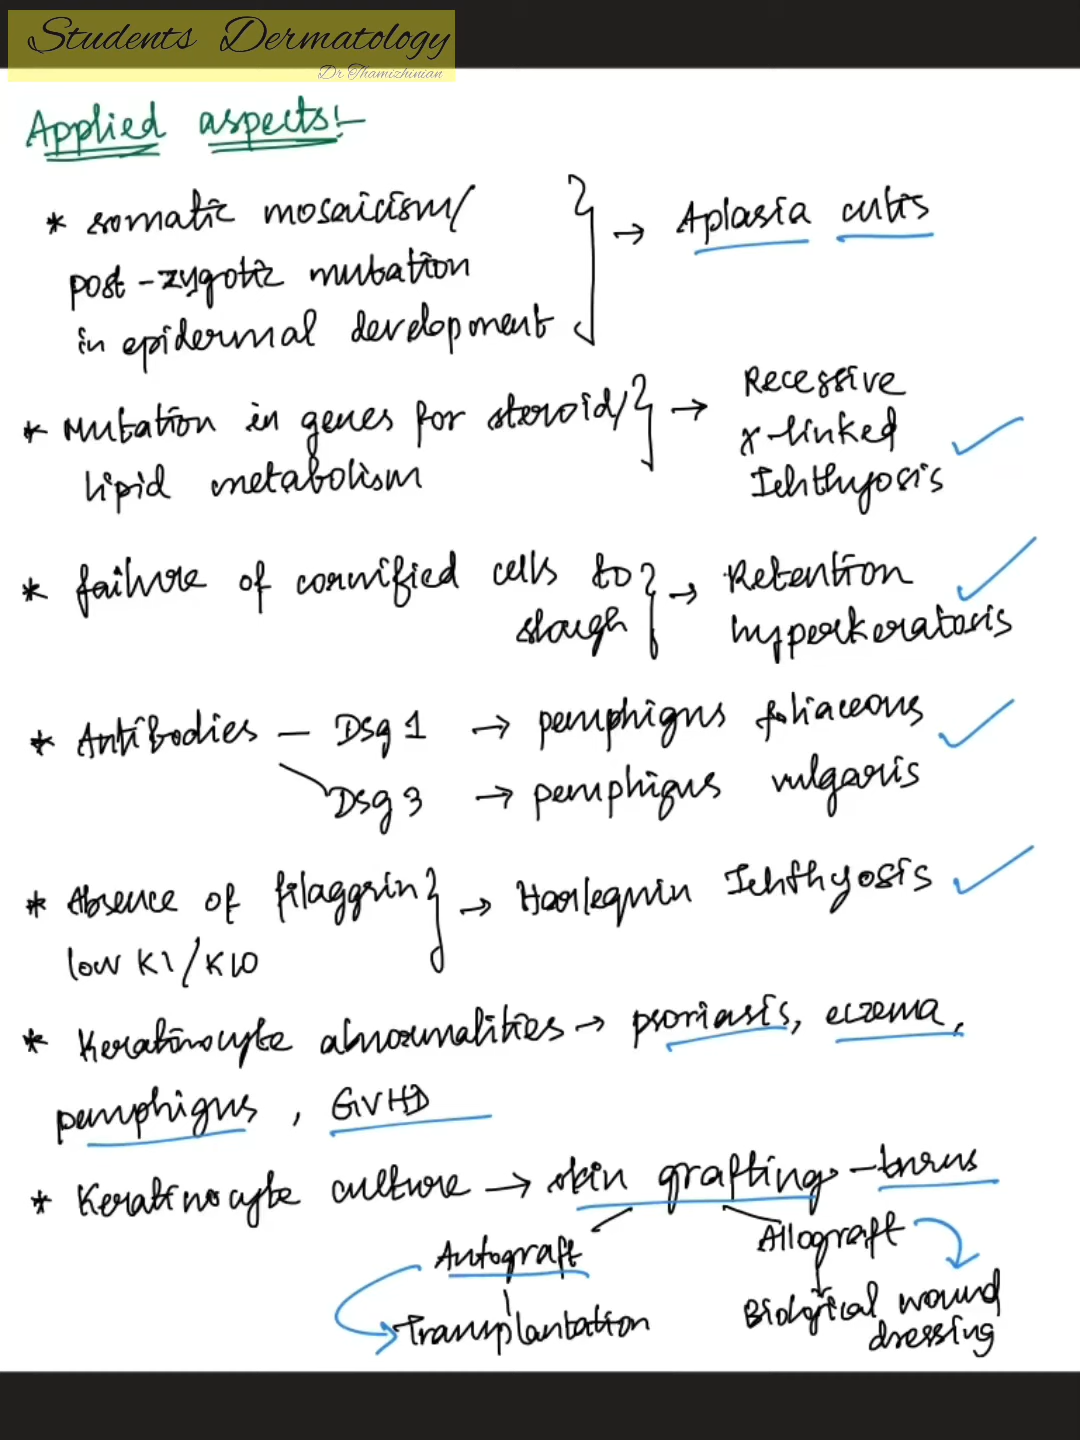 Students Dermatology
Dr Thamizhinian
Applied aspects:-
* somatic mosaicism/
post-zygotic mutation
in epidermal development
→ Aplasia cutis
* Mutation in genes for steroid/
lipid metabolism
→ Recessive
x-linked
Ichthyosis
* failure of cornified cells to
slough
→ Retention
hyperkeratosis
* Antibodies – Dsg 1 → pemphigus foliaceous
Dsg 3 → pemphigus vulgaris
* Absence of filaggrin
low K1/K10
→ Harlequin Ichthyosis
* Keratinocyte abnormalities → psoriasis, eczema,
pemphigus, GVHD
* Keratinocyte culture → skin grafting – burns
Autograft
Allograft
Transplantation
Biological wound
dressing